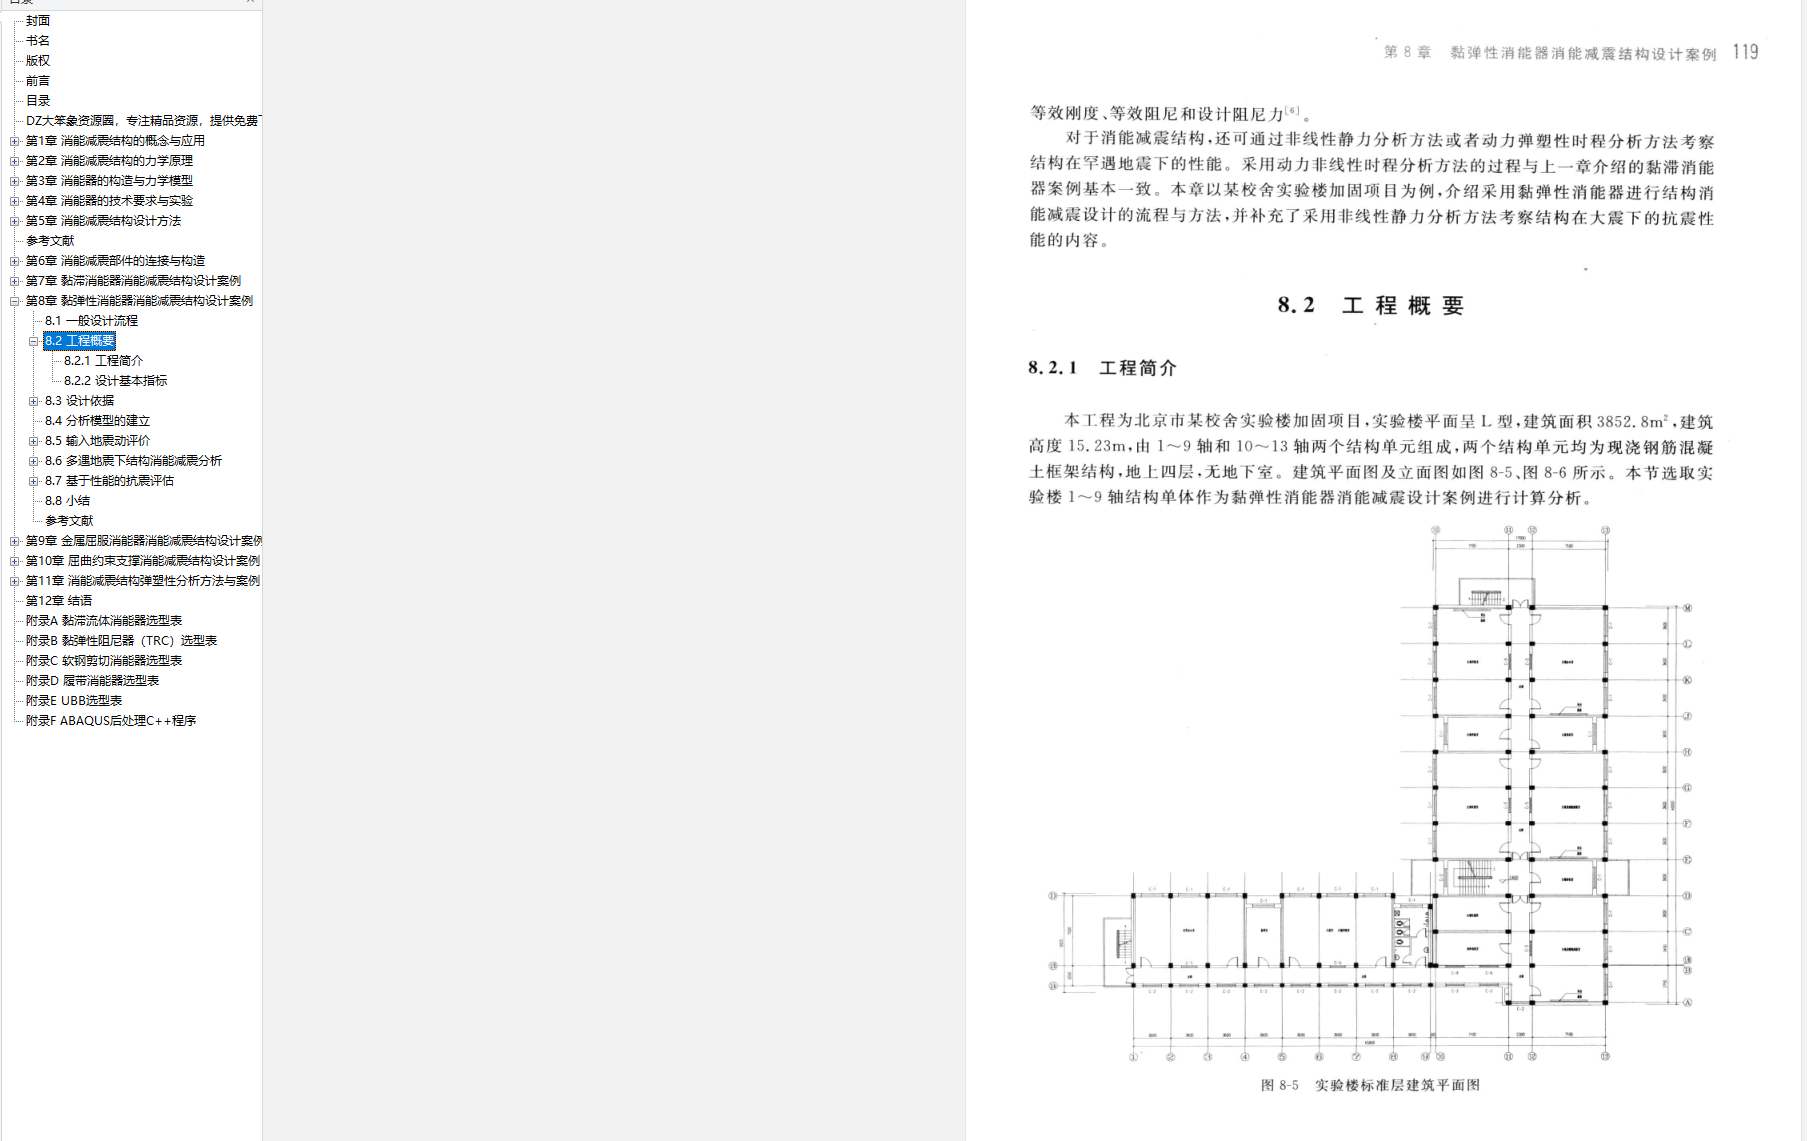 封面
书名
版权
前言
目录
DZ大笨象资源圈，专注精品资源，提供免费
第1章 消能减震结构的概念与应用
第2章 消能减震结构的力学原理
第3章 消能器的构造与力学模型
第4章 消能器的技术要求与实验
第5章 消能减震结构设计方法
参考文献
第6章 消能减震部件的连接与构造
第7章 黏滞消能器消能减震结构设计案例
第8章 黏弹性消能器消能减震结构设计案例
8.1 一般设计流程
8.2 工程概要
8.2.1 工程简介
8.2.2 设计基本指标
8.3 设计依据
8.4 分析模型的建立
8.5 输入地震动评价
8.6 多遇地震下结构消能减震分析
8.7 基于性能的抗震评估
8.8 小结
参考文献
第9章 金属屈服消能器消能减震结构设计案例
第10章 屈曲约束支撑消能减震结构设计案例
第11章 消能减震结构弹塑性分析方法与案例
第12章 结语
附录A 黏滞流体消能器选型表
附录B 黏弹性阻尼器（TRC）选型表
附录C 软钢剪切消能器选型表
附录D 履带消能器选型表
附录E UBB选型表
附录F ABAQUS后处理C++程序
第 8 章 黏弹性消能器消能减震结构设计案例 119
等效刚度、等效阻尼和设计阻尼力[6]。
对于消能减震结构,还可通过非线性静力分析方法或者动力弹塑性时程分析方法考察
结构在罕遇地震下的性能。采用动力非线性时程分析方法的过程与上一章介绍的黏滞消能
器案例基本一致。本章以某校舍实验楼加固项目为例,介绍采用黏弹性消能器进行结构消
能减震设计的流程与方法,并补充了采用非线性静力分析方法考察结构在大震下的抗震性
能的内容。
8.2 工程概要
8.2.1 工程简介
本工程为北京市某校舍实验楼加固项目,实验楼平面呈 L 型,建筑面积 3852.8m²,建筑
高度 15.23m,由 1～9 轴和 10～13 轴两个结构单元组成,两个结构单元均为现浇钢筋混凝
土框架结构,地上四层,无地下室。建筑平面图及立面图如图 8-5、图 8-6 所示。本节选取实
验楼 1～9 轴结构单体作为黏弹性消能器消能减震设计案例进行计算分析。
图 8-5 实验楼标准层建筑平面图